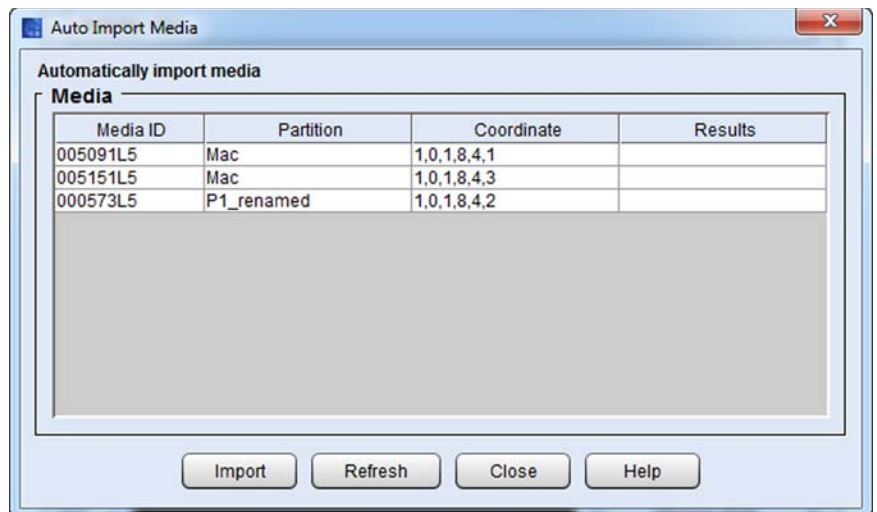 Auto Import Media
Automatically import media
Media
Media ID Partition Coordinate Results
005091L5 Mac 1,0,1,8,4,1
005151L5 Mac 1,0,1,8,4,3
000573L5 P1_renamed 1,0,1,8,4,2
Import Refresh Close Help